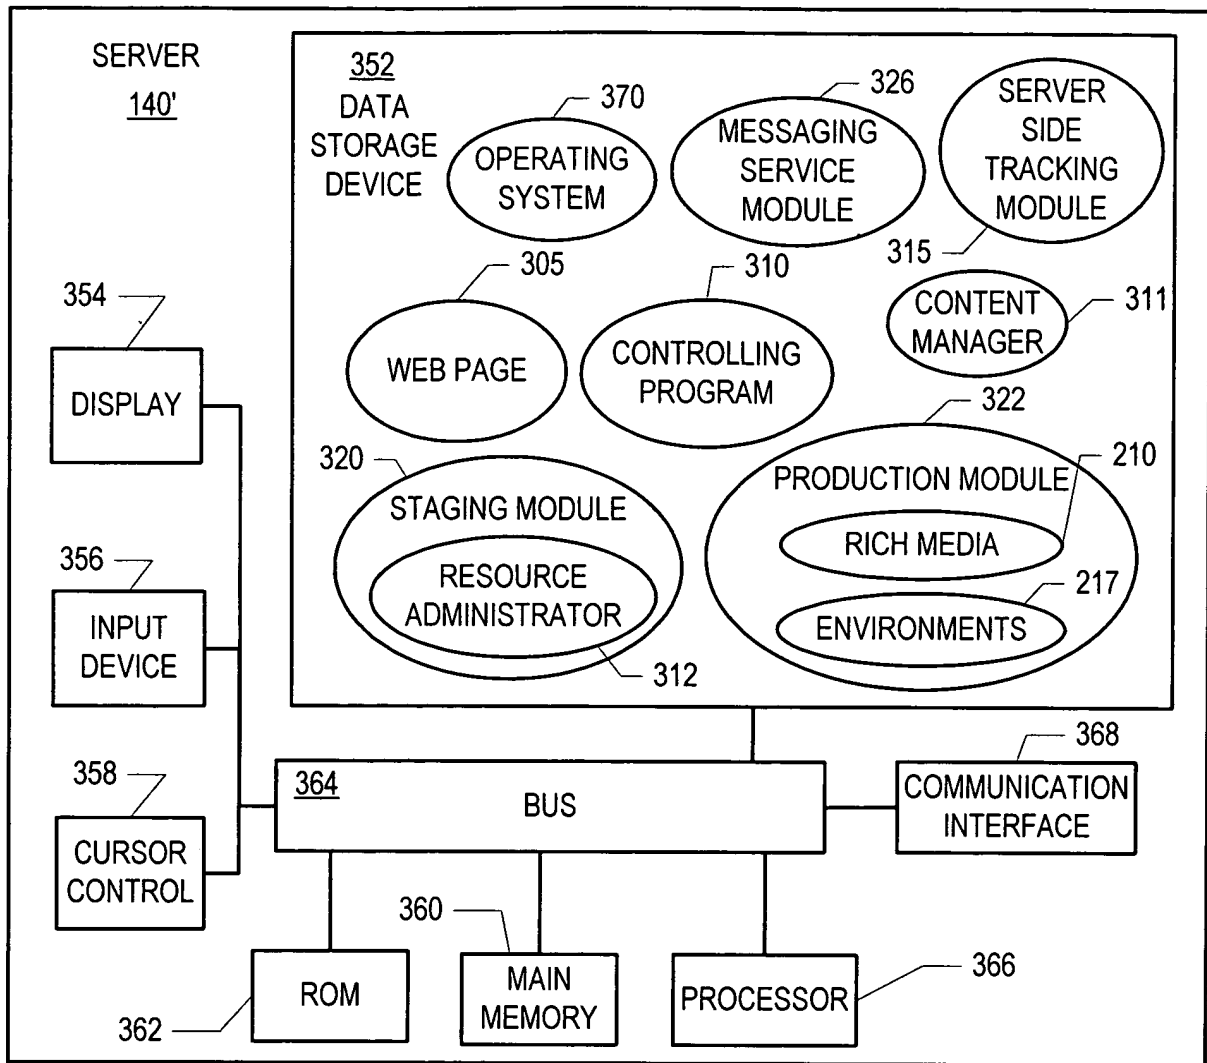 SERVER
140'
352
DATA
STORAGE
DEVICE
370
OPERATING
SYSTEM
326
MESSAGING
SERVICE
MODULE
SERVER
SIDE
TRACKING
MODULE
315
305
WEB PAGE
310
CONTROLLING
PROGRAM
CONTENT
MANAGER
311
320
STAGING MODULE
RESOURCE
ADMINISTRATOR
312
322
PRODUCTION MODULE
210
RICH MEDIA
217
ENVIRONMENTS
354
DISPLAY
356
INPUT
DEVICE
358
CURSOR
CONTROL
364
BUS
368
COMMUNICATION
INTERFACE
362
ROM
360
MAIN
MEMORY
366
PROCESSOR